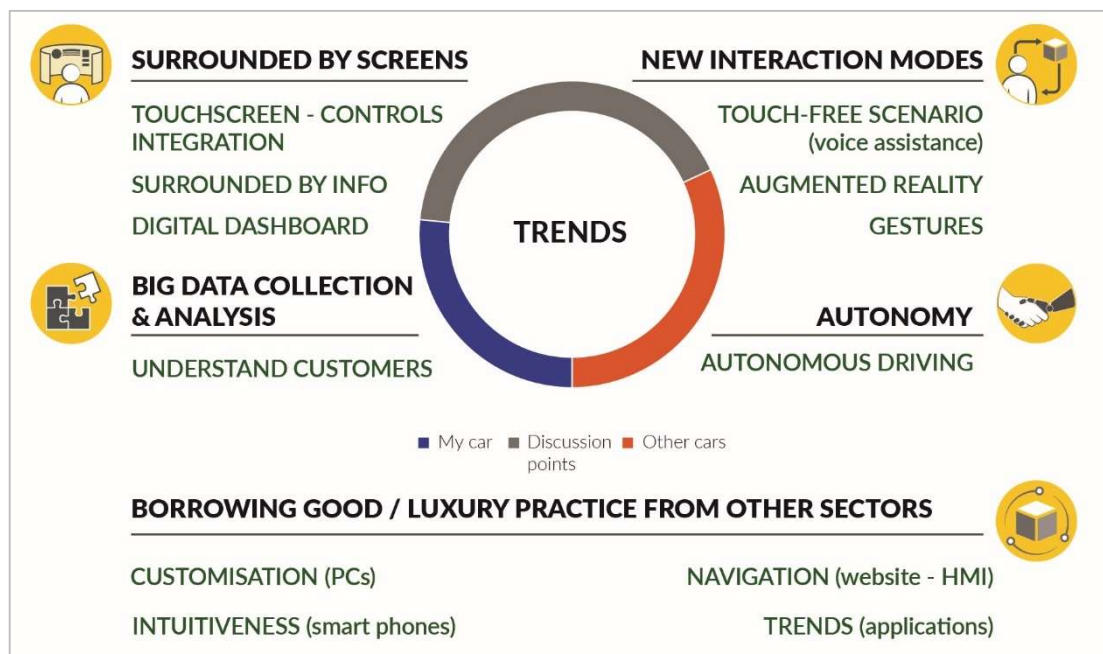 SURROUNDED BY SCREENS
TOUCHSCREEN - CONTROLS
INTEGRATION
SURROUNDED BY INFO
DIGITAL DASHBOARD
NEW INTERACTION MODES
TOUCH-FREE SCENARIO
(voice assistance)
AUGMENTED REALITY
GESTURES
TRENDS
BIG DATA COLLECTION
& ANALYSIS
UNDERSTAND CUSTOMERS
AUTONOMY
AUTONOMOUS DRIVING
My car
Discussion
points
Other cars
BORROWING GOOD / LUXURY PRACTICE FROM OTHER SECTORS
CUSTOMISATION (PCs)
NAVIGATION (website - HMI)
INTUITIVENESS (smart phones)
TRENDS (applications)